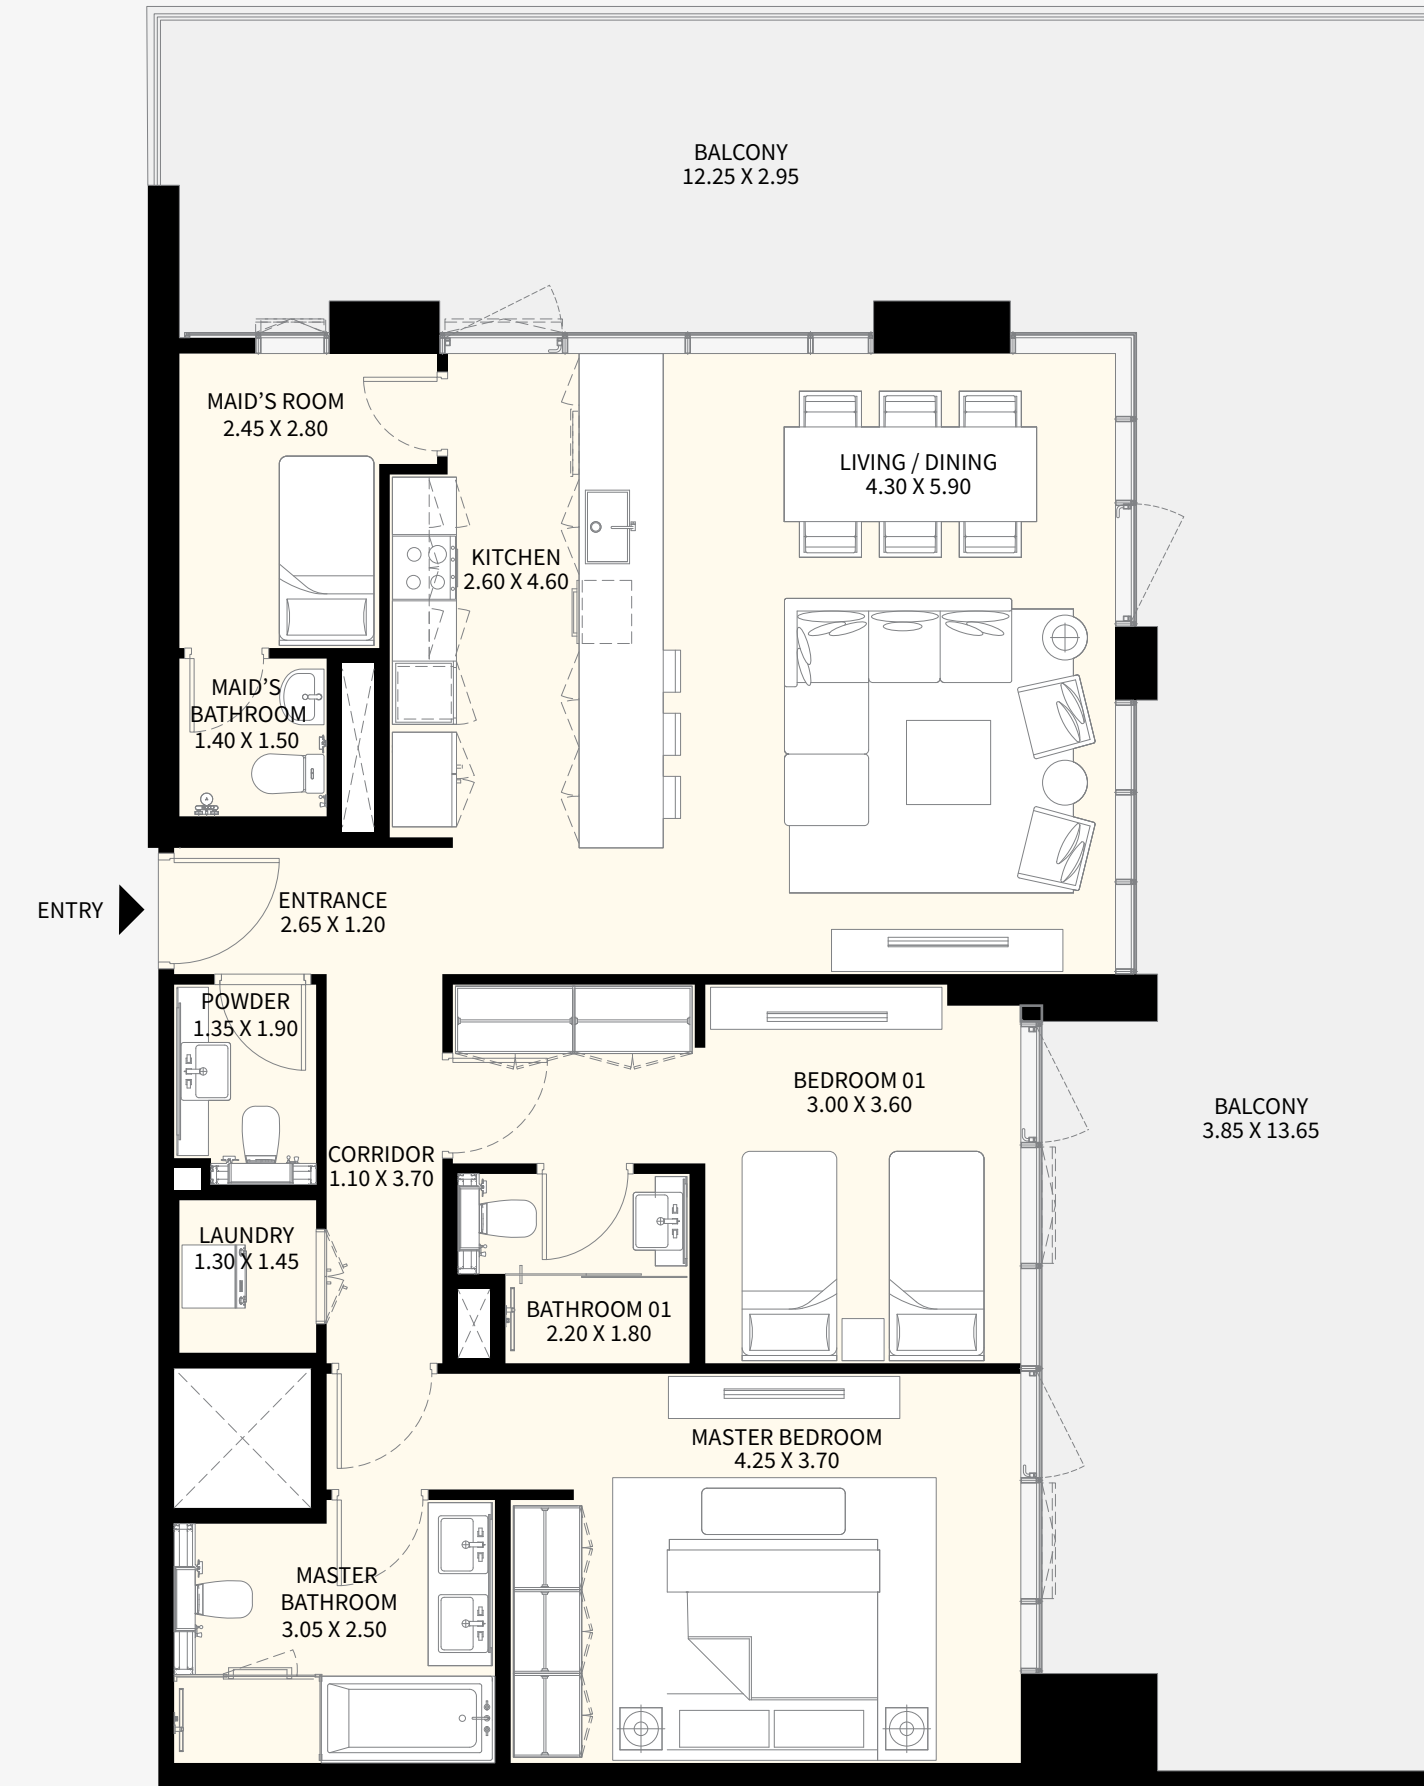 BALCONY
12.25 X 2.95
MAID’S ROOM
2.45 X 2.80
LIVING / DINING
4.30 X 5.90
KITCHEN
2.60 X 4.60
MAID’S
BATHROOM
1.40 X 1.50
ENTRY
ENTRANCE
2.65 X 1.20
POWDER
1.35 X 1.90
BEDROOM 01
3.00 X 3.60
BALCONY
3.85 X 13.65
CORRIDOR
1.10 X 3.70
LAUNDRY
1.30 X 1.45
BATHROOM 01
2.20 X 1.80
MASTER BEDROOM
4.25 X 3.70
MASTER
BATHROOM
3.05 X 2.50